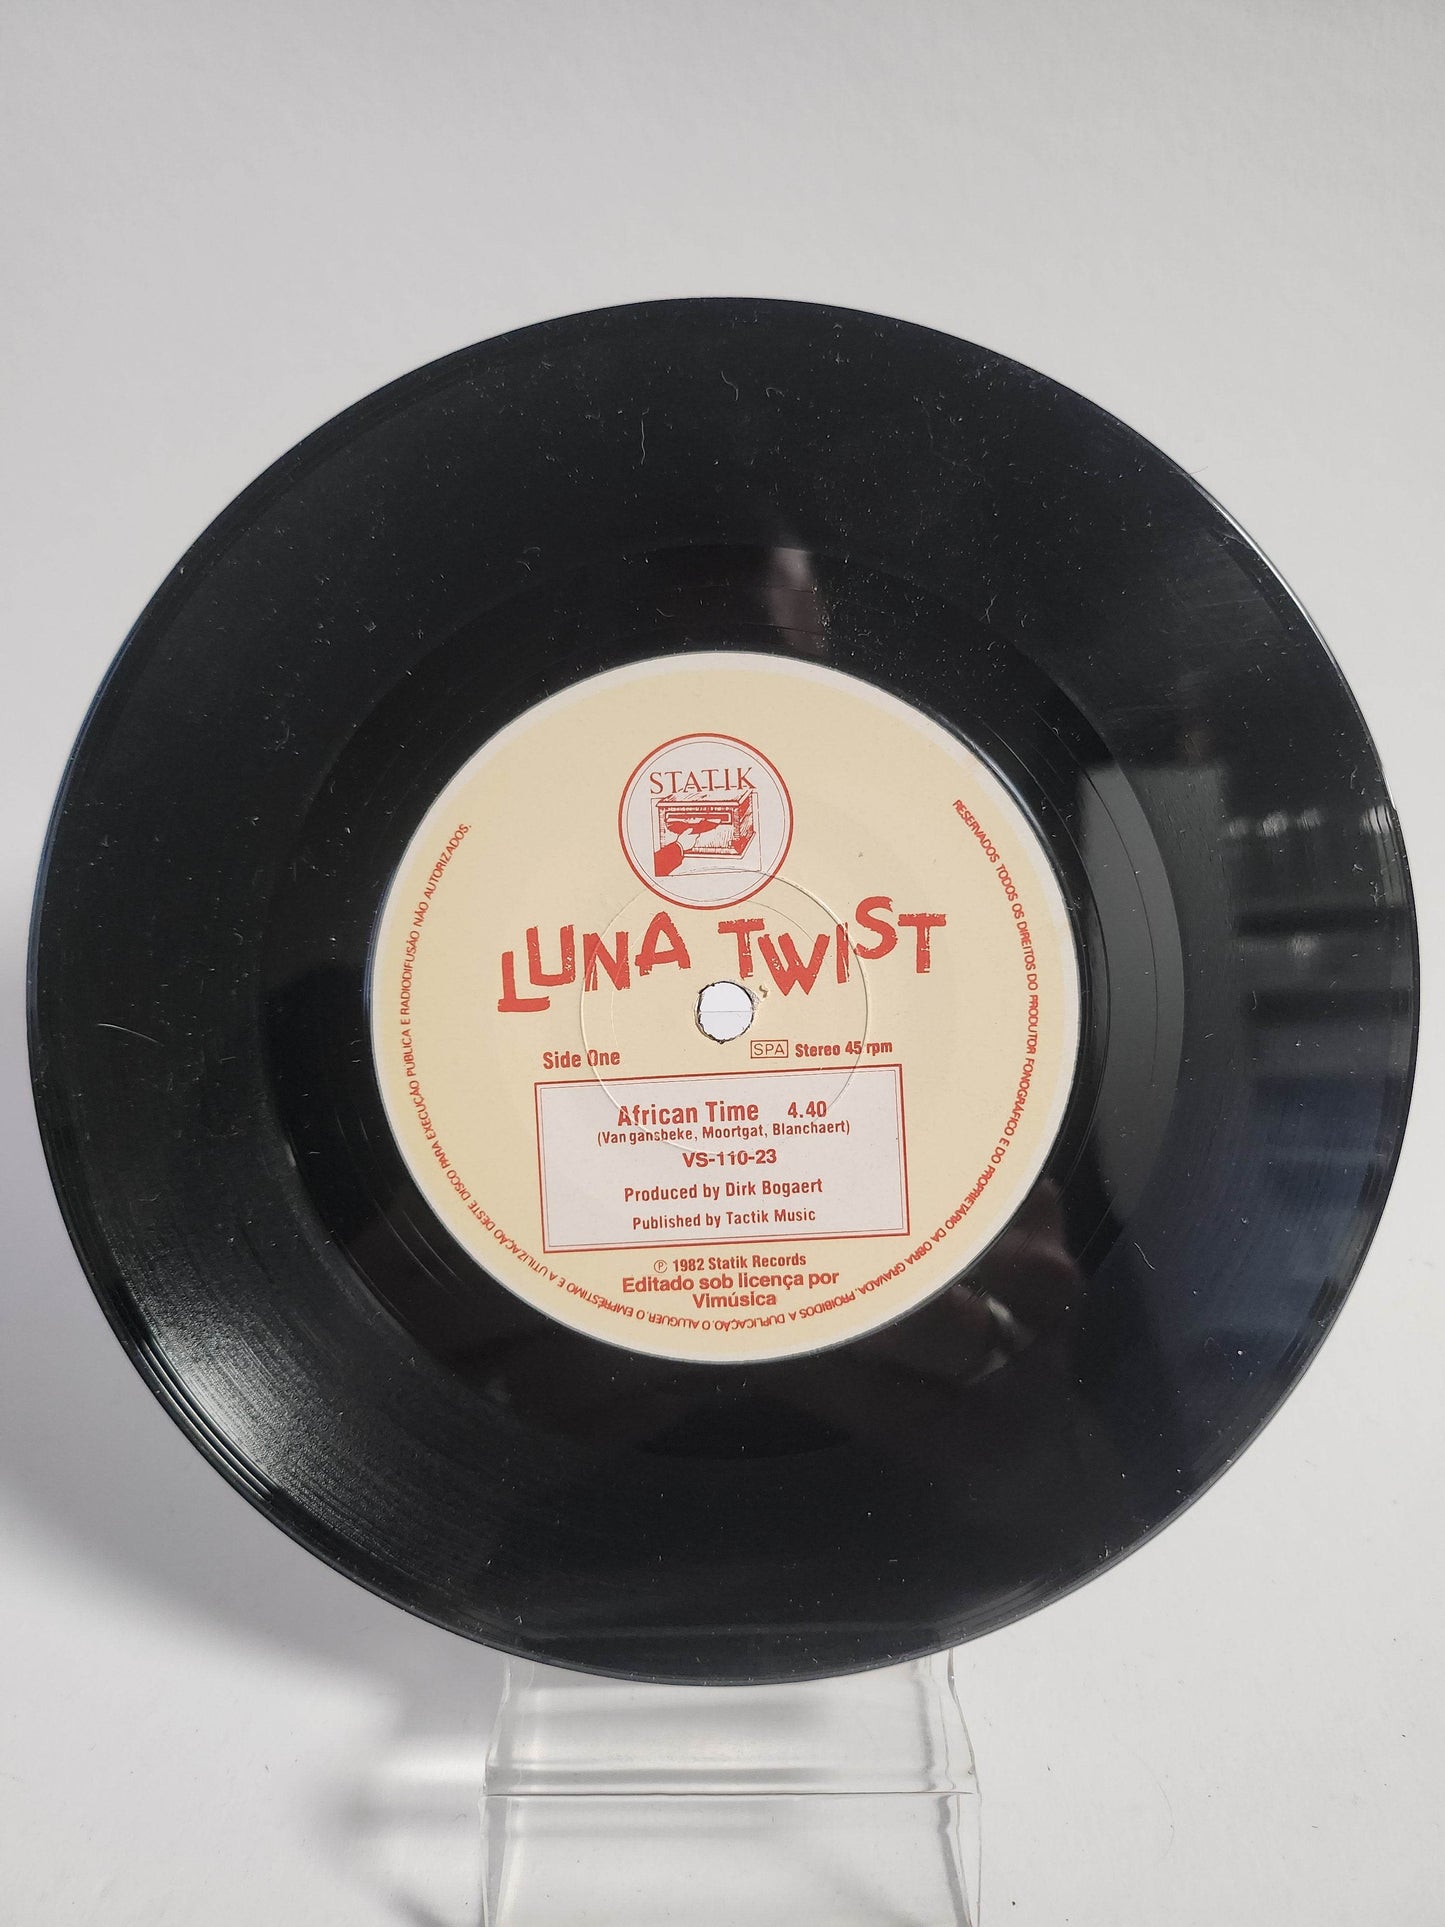 STATIK
LUNA TWIST
Side One
SPA Stereo 45 rpm
African Time 4.40
(Van gansbeke, Moortgat, Blanchaert)
VS-110-23
Produced by Dirk Bogaert
Published by Tactik Music
℗ 1982 Statik Records
Editado sob licença por
Vimúsica
RESERVADOS TODOS OS DIREITOS DO PRODUTOR FONOGRÁFICO E DO PROPRIETÁRIO DA OBRA GRAVADA. PROIBIDOS A DUPLICAÇÃO, O ALUGUER, O EMPRÉSTIMO E A UTILIZAÇÃO DESTE DISCO PARA EXECUÇÃO PUBLICA E RADIODIFUSÃO NÃO AUTORIZADOS.